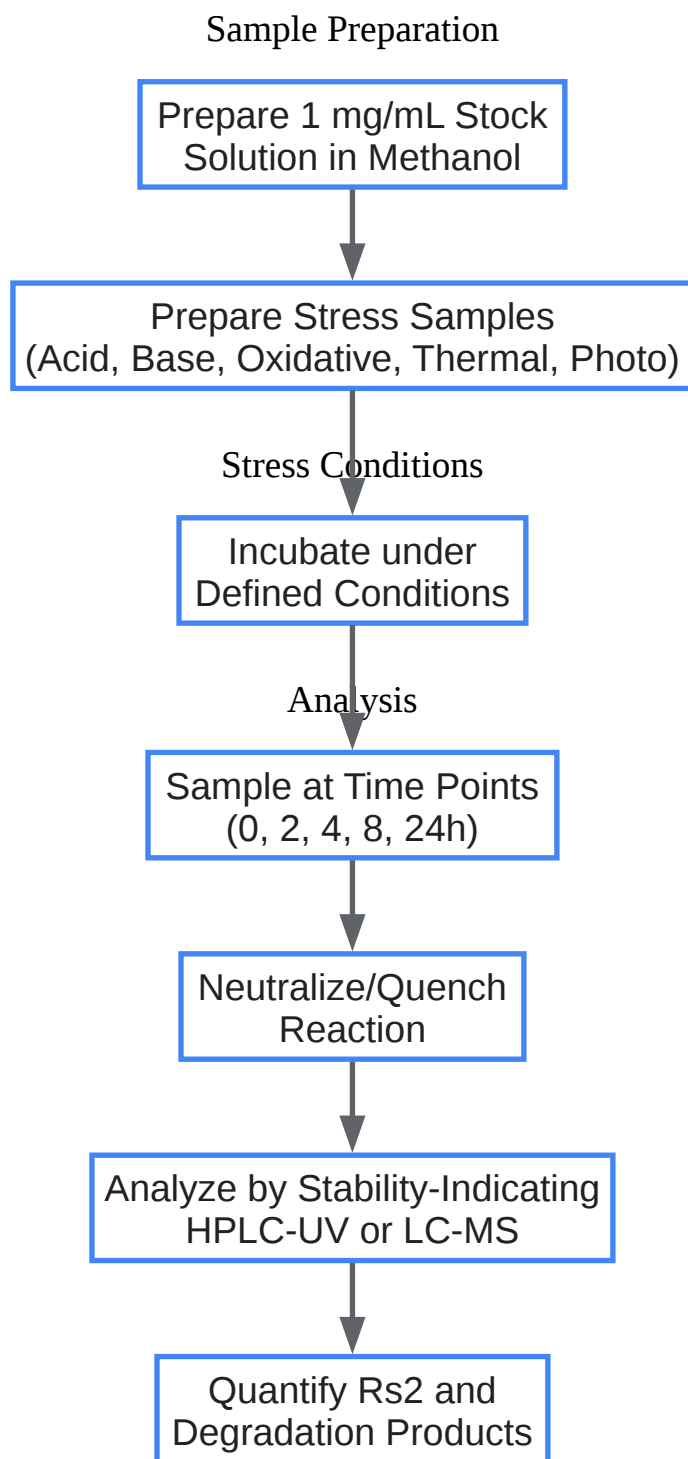 Sample Preparation
Prepare 1 mg/mL Stock
Solution in Methanol
Prepare Stress Samples
(Acid, Base, Oxidative, Thermal, Photo)
Stress Conditions
Incubate under
Defined Conditions
Analysis
Sample at Time Points
(0, 2, 4, 8, 24h)
Neutralize/Quench
Reaction
Analyze by Stability-Indicating
HPLC-UV or LC-MS
Quantify Rs2 and
Degradation Products